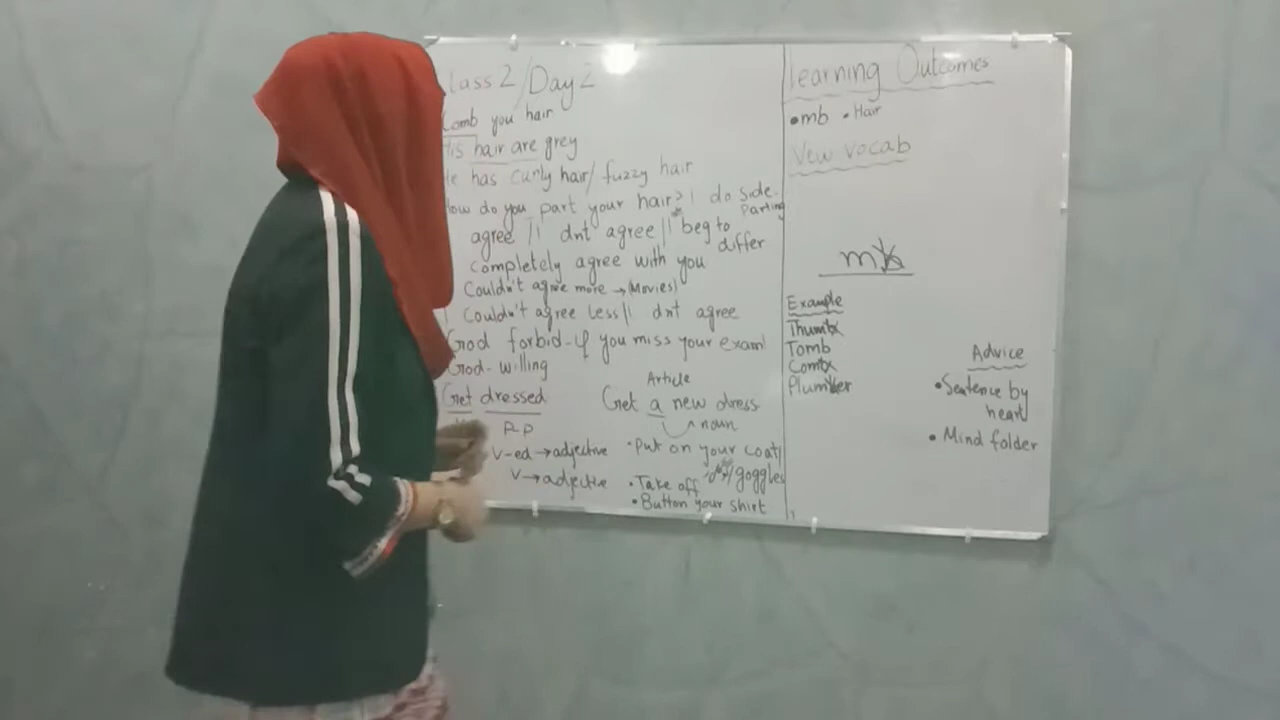 lass 2/Day 2
Comb you hair
His hair are grey
He has curly hair/fuzzy hair
How do you part your hair? I do side-
Parting
agree || I dnt agree || I beg to
differ
completely agree with you
Couldn't agree more → (Movies)
I Couldn't agree less || I dnt agree
God forbid-if you miss your exam
God-willing
Get dressed
P-P
V-ed → adjective
V → adjective
Article
Get a new dress
noun
• Put on your coat
/goggles
• Take off
• Button your shirt
learning Outcomes
• mb • Hair
New vocab
mb
Example
Thumb
Tomb
Comb
Plumber
Advice
• Sentence by
heart
• Mind folder